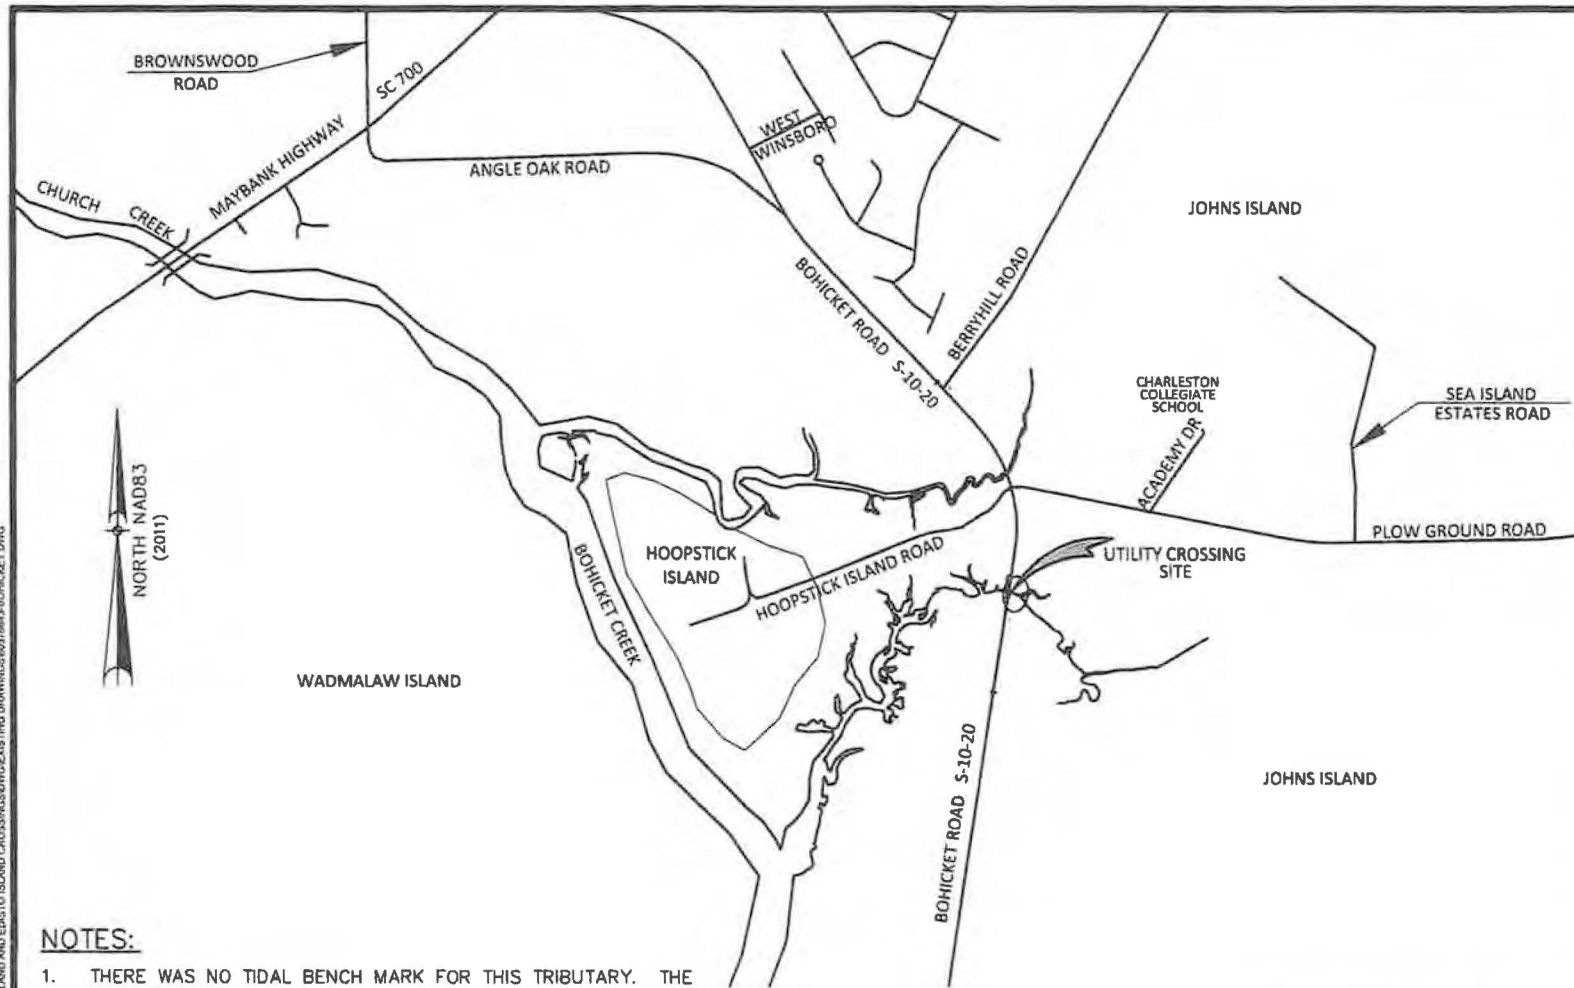 BROWNSWOOD
ROAD
SC 700
MAYBANK HIGHWAY
ANGLE OAK ROAD
WEST
WINSBORO
CHURCH
CREEK
JOHNS ISLAND
BOHICKET ROAD S-10-20
BERRYHILL ROAD
CHARLESTON
COLLEGIATE
SCHOOL
ACADEMY DR
SEA ISLAND
ESTATES ROAD
NORTH NAD83
(2011)
PLOW GROUND ROAD
HOOPSTICK
ISLAND
HOOPSTICK ISLAND ROAD
UTILITY CROSSING
SITE
BOHICKET CREEK
WADMALAW ISLAND
BOHICKET ROAD S-10-20
JOHNS ISLAND
NOTES:
1. THERE WAS NO TIDAL BENCH MARK FOR THIS TRIBUTARY. THE